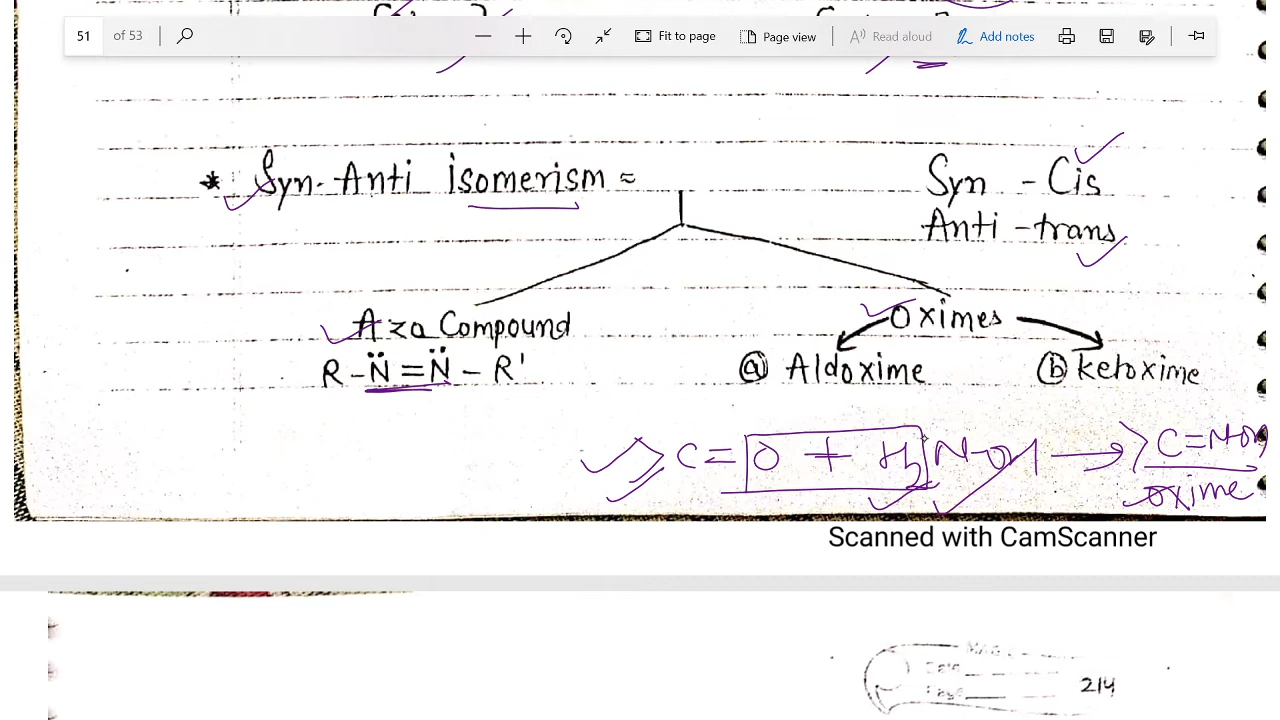 51 of 53 Fit to page Page view Read aloud Add notes
* Syn-Anti isomerism =
Syn - Cis
Anti - trans
Aza Compound
R - N̈ = N̈ - R'
Oximes
ⓐ Aldoxime ⓑ ketoxime
C = O + H2N-OH → C=N-OH
oxime
Scanned with CamScanner
214